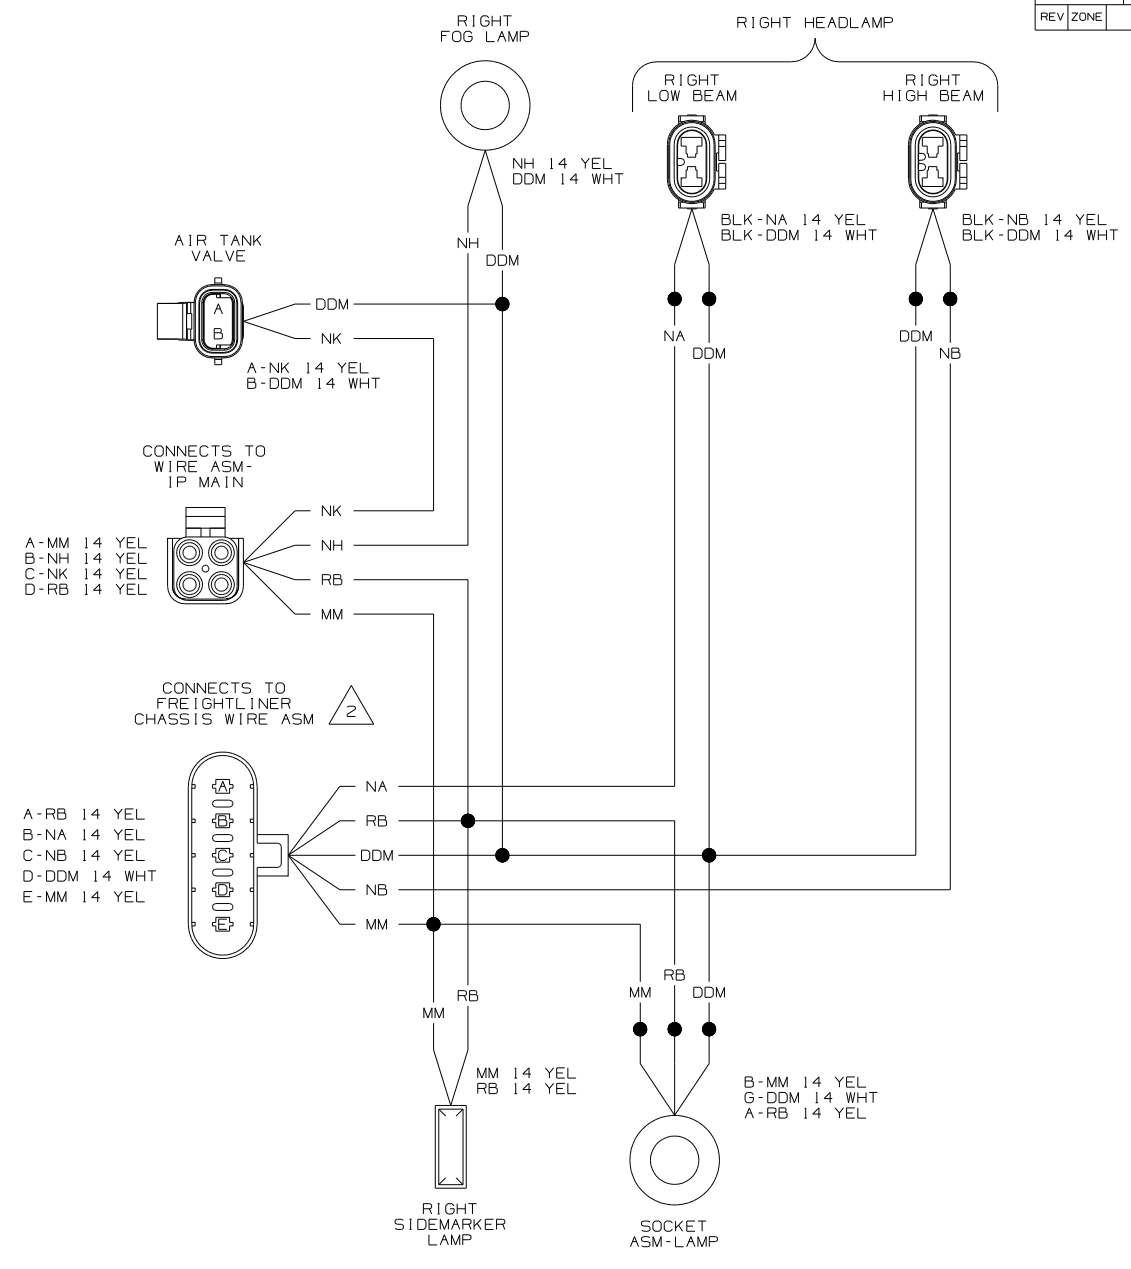 REV ZONE
RIGHT
FOG LAMP
RIGHT HEADLAMP
RIGHT
LOW BEAM
RIGHT
HIGH BEAM
NH 14 YEL
DDM 14 WHT
BLK-NA 14 YEL
BLK-DDM 14 WHT
BLK-NB 14 YEL
BLK-DDM 14 WHT
NH
DDM
AIR TANK
VALVE
A
B
DDM
NK
A-NK 14 YEL
B-DDM 14 WHT
NA
DDM
DDM
NB
CONNECTS TO
WIRE ASM-
IP MAIN
A-MM 14 YEL
B-NH 14 YEL
C-NK 14 YEL
D-RB 14 YEL
NK
NH
RB
MM
CONNECTS TO
FREIGHTLINER
CHASSIS WIRE ASM
2
A-RB 14 YEL
B-NA 14 YEL
C-NB 14 YEL
D-DDM 14 WHT
E-MM 14 YEL
A
B
C
D
E
NA
RB
DDM
NB
MM
MM
RB
MM
RB
DDM
MM 14 YEL
RB 14 YEL
B-MM 14 YEL
G-DDM 14 WHT
A-RB 14 YEL
RIGHT
SIDEMARKER
LAMP
SOCKET
ASM-LAMP